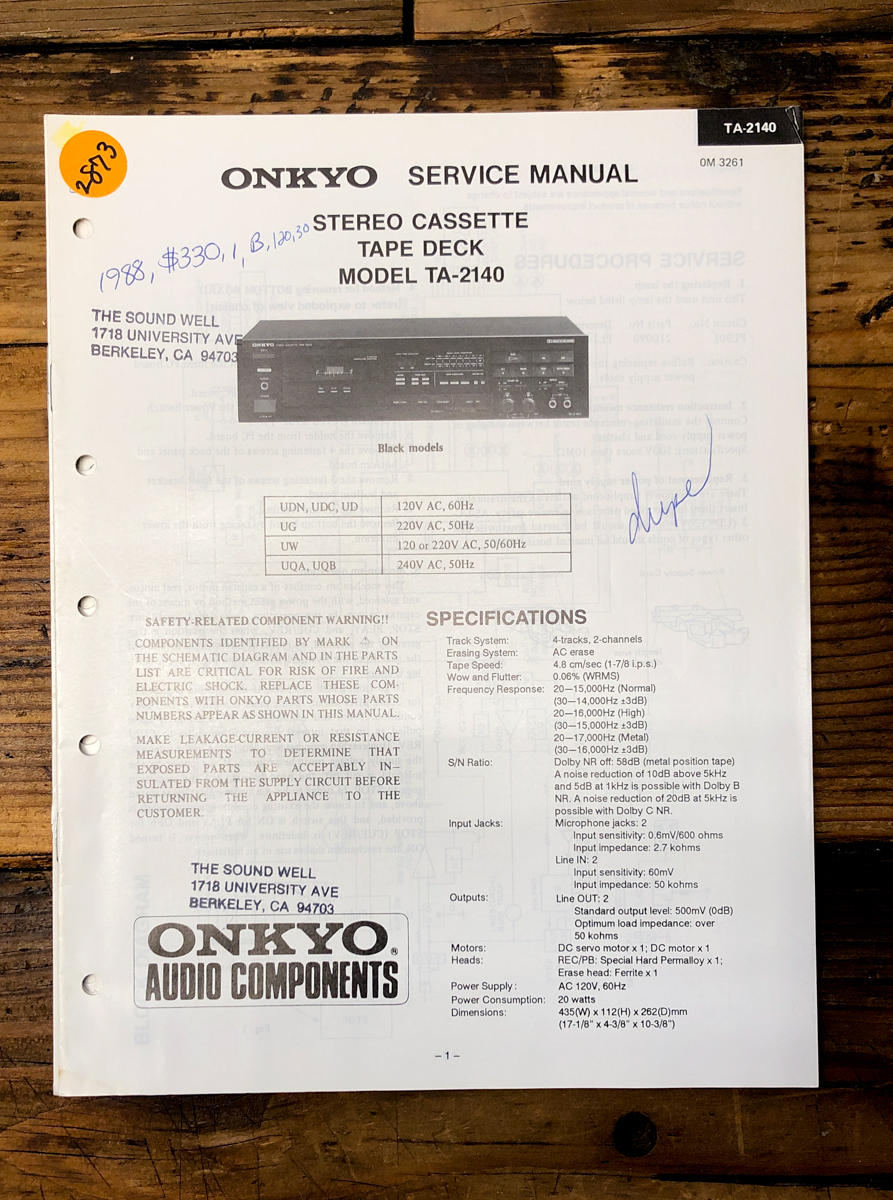 TA-2140
OM 3261
2873
ONKYO SERVICE MANUAL
STEREO CASSETTE
TAPE DECK
MODEL TA-2140
1988, $330, 1, B, 120,30
THE SOUND WELL
1718 UNIVERSITY AVE
BERKELEY, CA 94703
ONKYO
Black models
dupe
UDN, UDC, UD 120V AC, 60Hz
UG 220V AC, 50Hz
UW 120 or 220V AC, 50/60Hz
UQA, UQB 240V AC, 50Hz
SAFETY-RELATED COMPONENT WARNING!!
COMPONENTS IDENTIFIED BY MARK ⚠ ON
THE SCHEMATIC DIAGRAM AND IN THE PARTS
LIST ARE CRITICAL FOR RISK OF FIRE AND
ELECTRIC SHOCK. REPLACE THESE COM-
PONENTS WITH ONKYO PARTS WHOSE PARTS
NUMBERS APPEAR AS SHOWN IN THIS MANUAL.
MAKE LEAKAGE-CURRENT OR RESISTANCE
MEASUREMENTS TO DETERMINE THAT
EXPOSED PARTS ARE ACCEPTABLY IN-
SULATED FROM THE SUPPLY CIRCUIT BEFORE
RETURNING THE APPLIANCE TO THE
CUSTOMER.
THE SOUND WELL
1718 UNIVERSITY AVE
BERKELEY, CA 94703
ONKYO®
AUDIO COMPONENTS
SPECIFICATIONS
Track System: 4-tracks, 2-channels
Erasing System: AC erase
Tape Speed: 4.8 cm/sec (1-7/8 i.p.s.)
Wow and Flutter: 0.06% (WRMS)
Frequency Response: 20—15,000Hz (Normal)
(30—14,000Hz ±3dB)
20—16,000Hz (High)
(30—15,000Hz ±3dB)
20—17,000Hz (Metal)
(30—16,000Hz ±3dB)
S/N Ratio: Dolby NR off: 58dB (metal position tape)
A noise reduction of 10dB above 5kHz
and 5dB at 1kHz is possible with Dolby B
NR. A noise reduction of 20dB at 5kHz is
possible with Dolby C NR.
Input Jacks: Microphone jacks: 2
Input sensitivity: 0.6mV/600 ohms
Input impedance: 2.7 kohms
Line IN: 2
Input sensitivity: 60mV
Input impedance: 50 kohms
Outputs: Line OUT: 2
Standard output level: 500mV (0dB)
Optimum load impedance: over
50 kohms
Motors: DC servo motor x 1; DC motor x 1
Heads: REC/PB: Special Hard Permalloy x 1;
Erase head: Ferrite x 1
Power Supply: AC 120V, 60Hz
Power Consumption: 20 watts
Dimensions: 435(W) x 112(H) x 262(D)mm
(17-1/8" x 4-3/8" x 10-3/8")
– 1 –